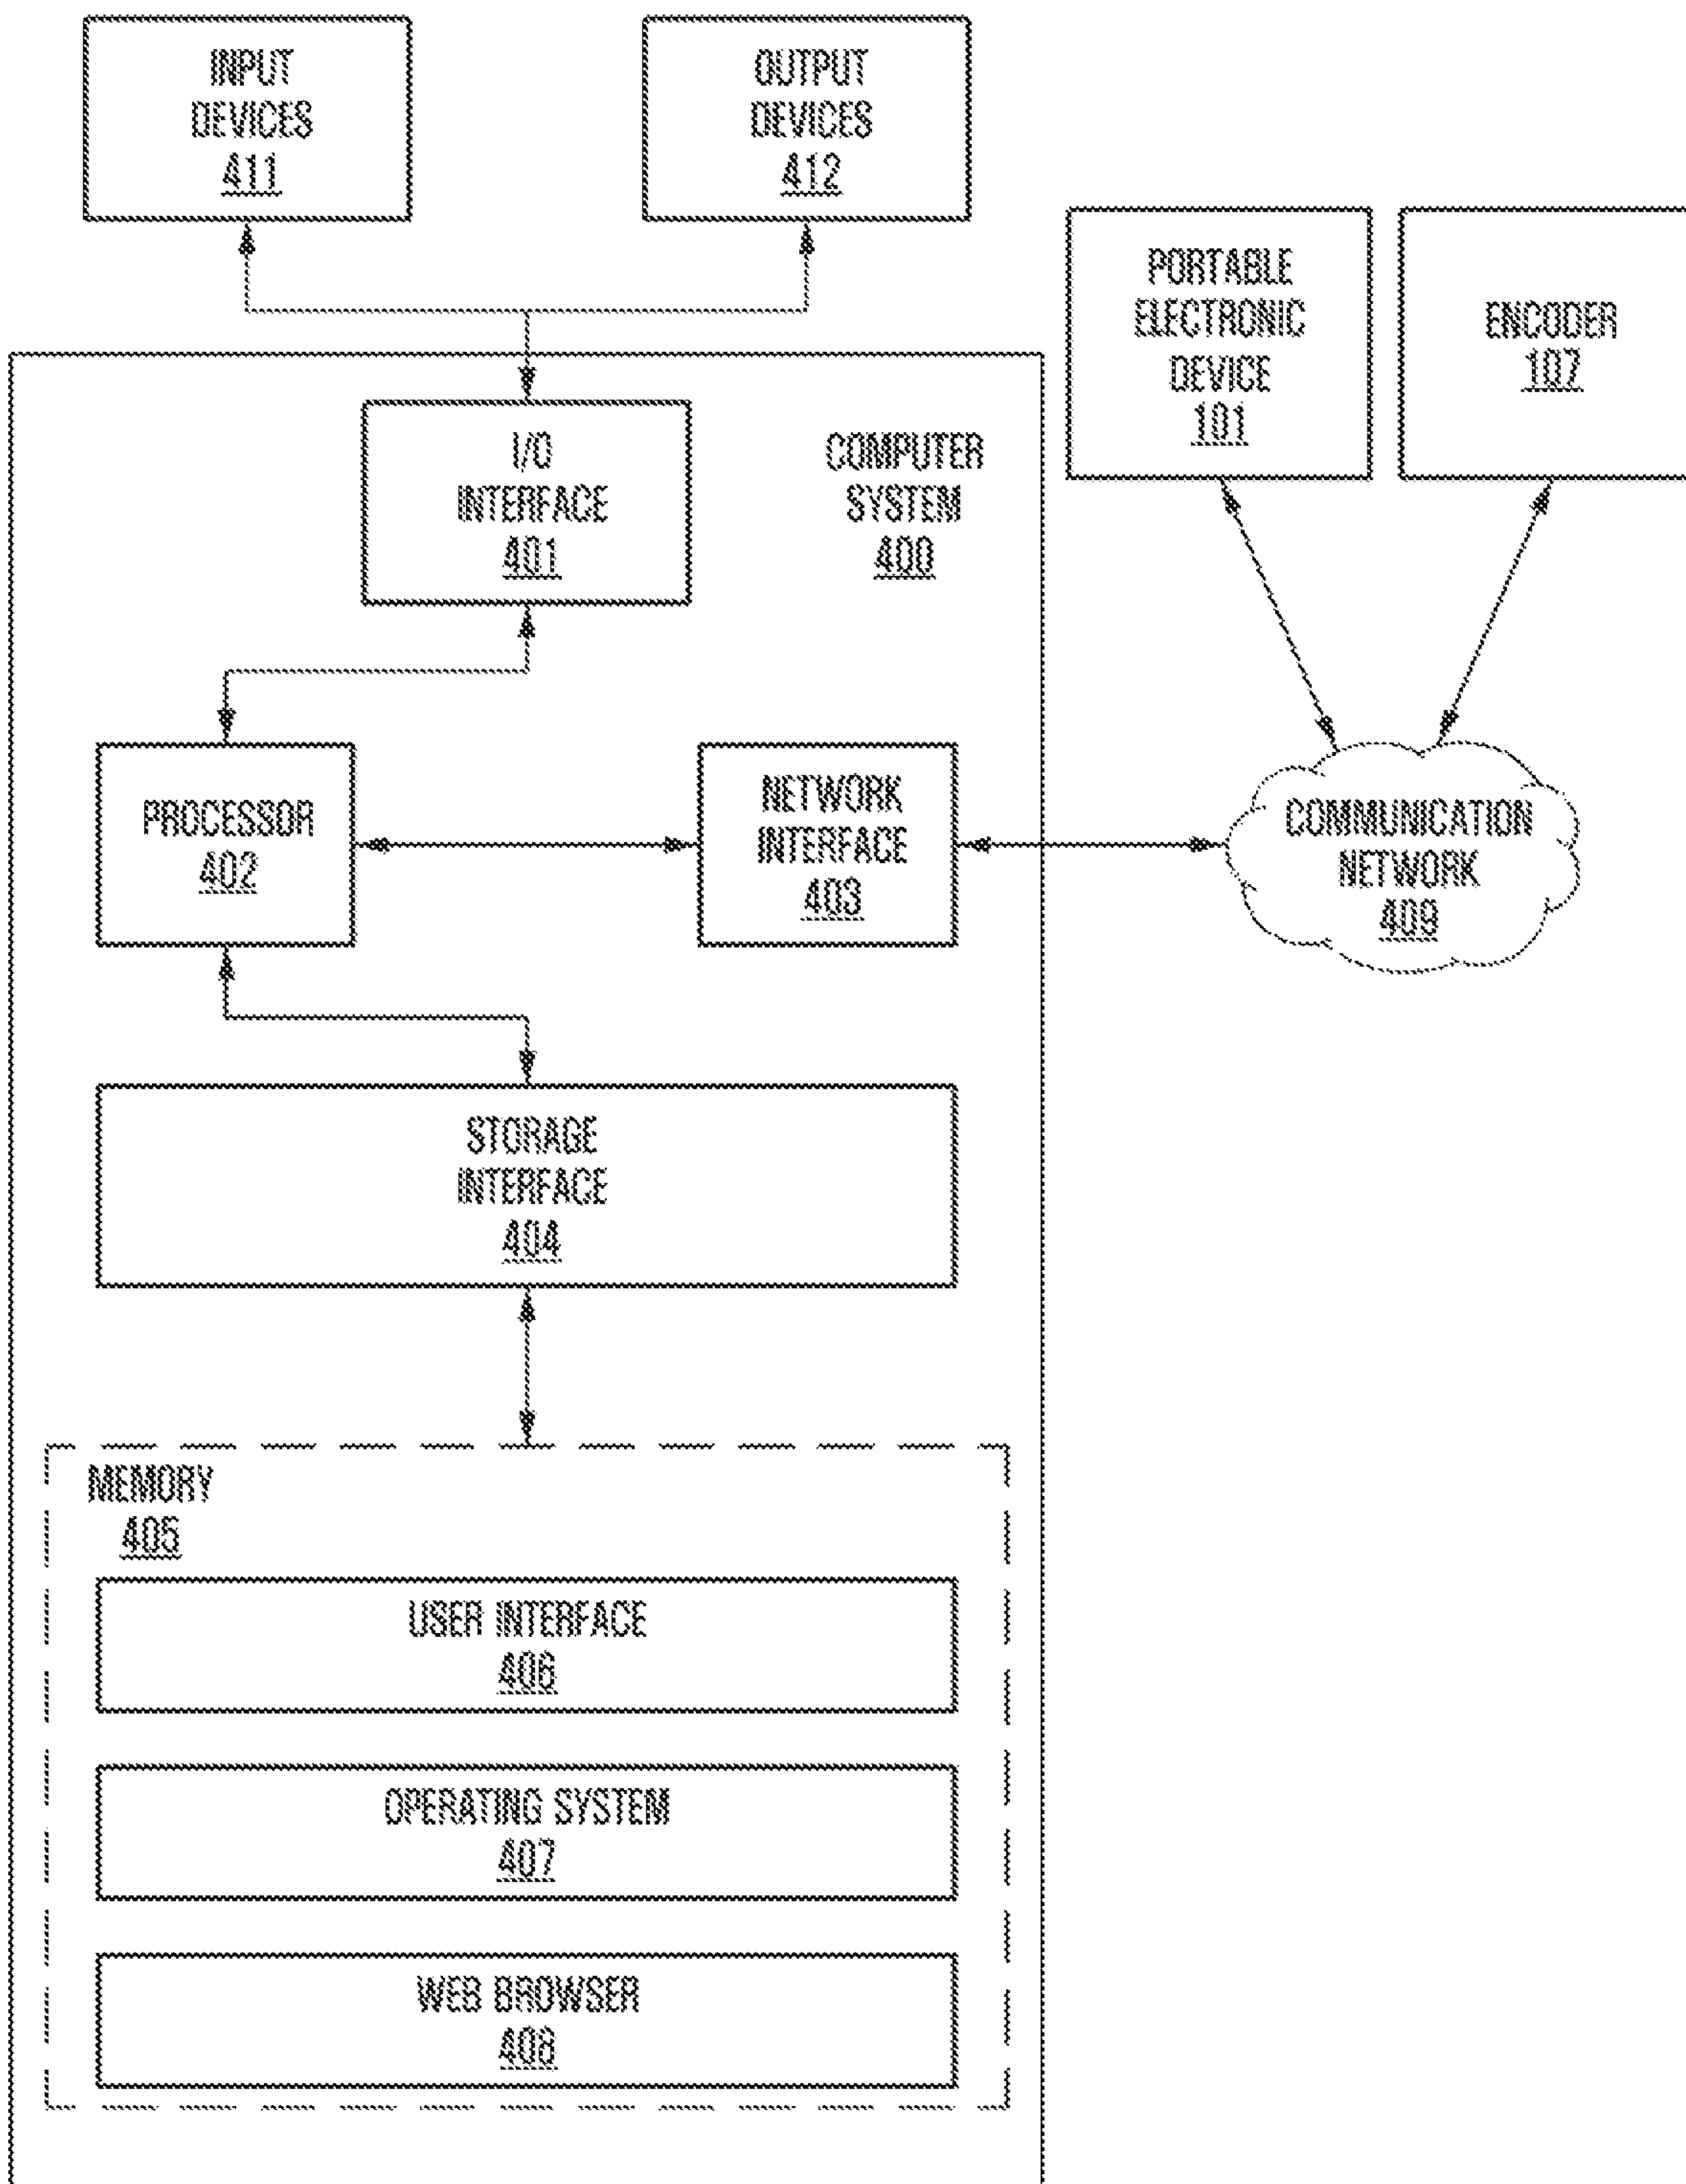 INPUT
DEVICES
411
OUTPUT
DEVICES
412
PORTABLE
ELECTRONIC
DEVICE
101
ENCODER
107
I/O
INTERFACE
401
COMPUTER
SYSTEM
400
PROCESSOR
402
NETWORK
INTERFACE
403
COMMUNICATION
NETWORK
409
STORAGE
INTERFACE
404
MEMORY
405
USER INTERFACE
406
OPERATING SYSTEM
407
WEB BROWSER
408